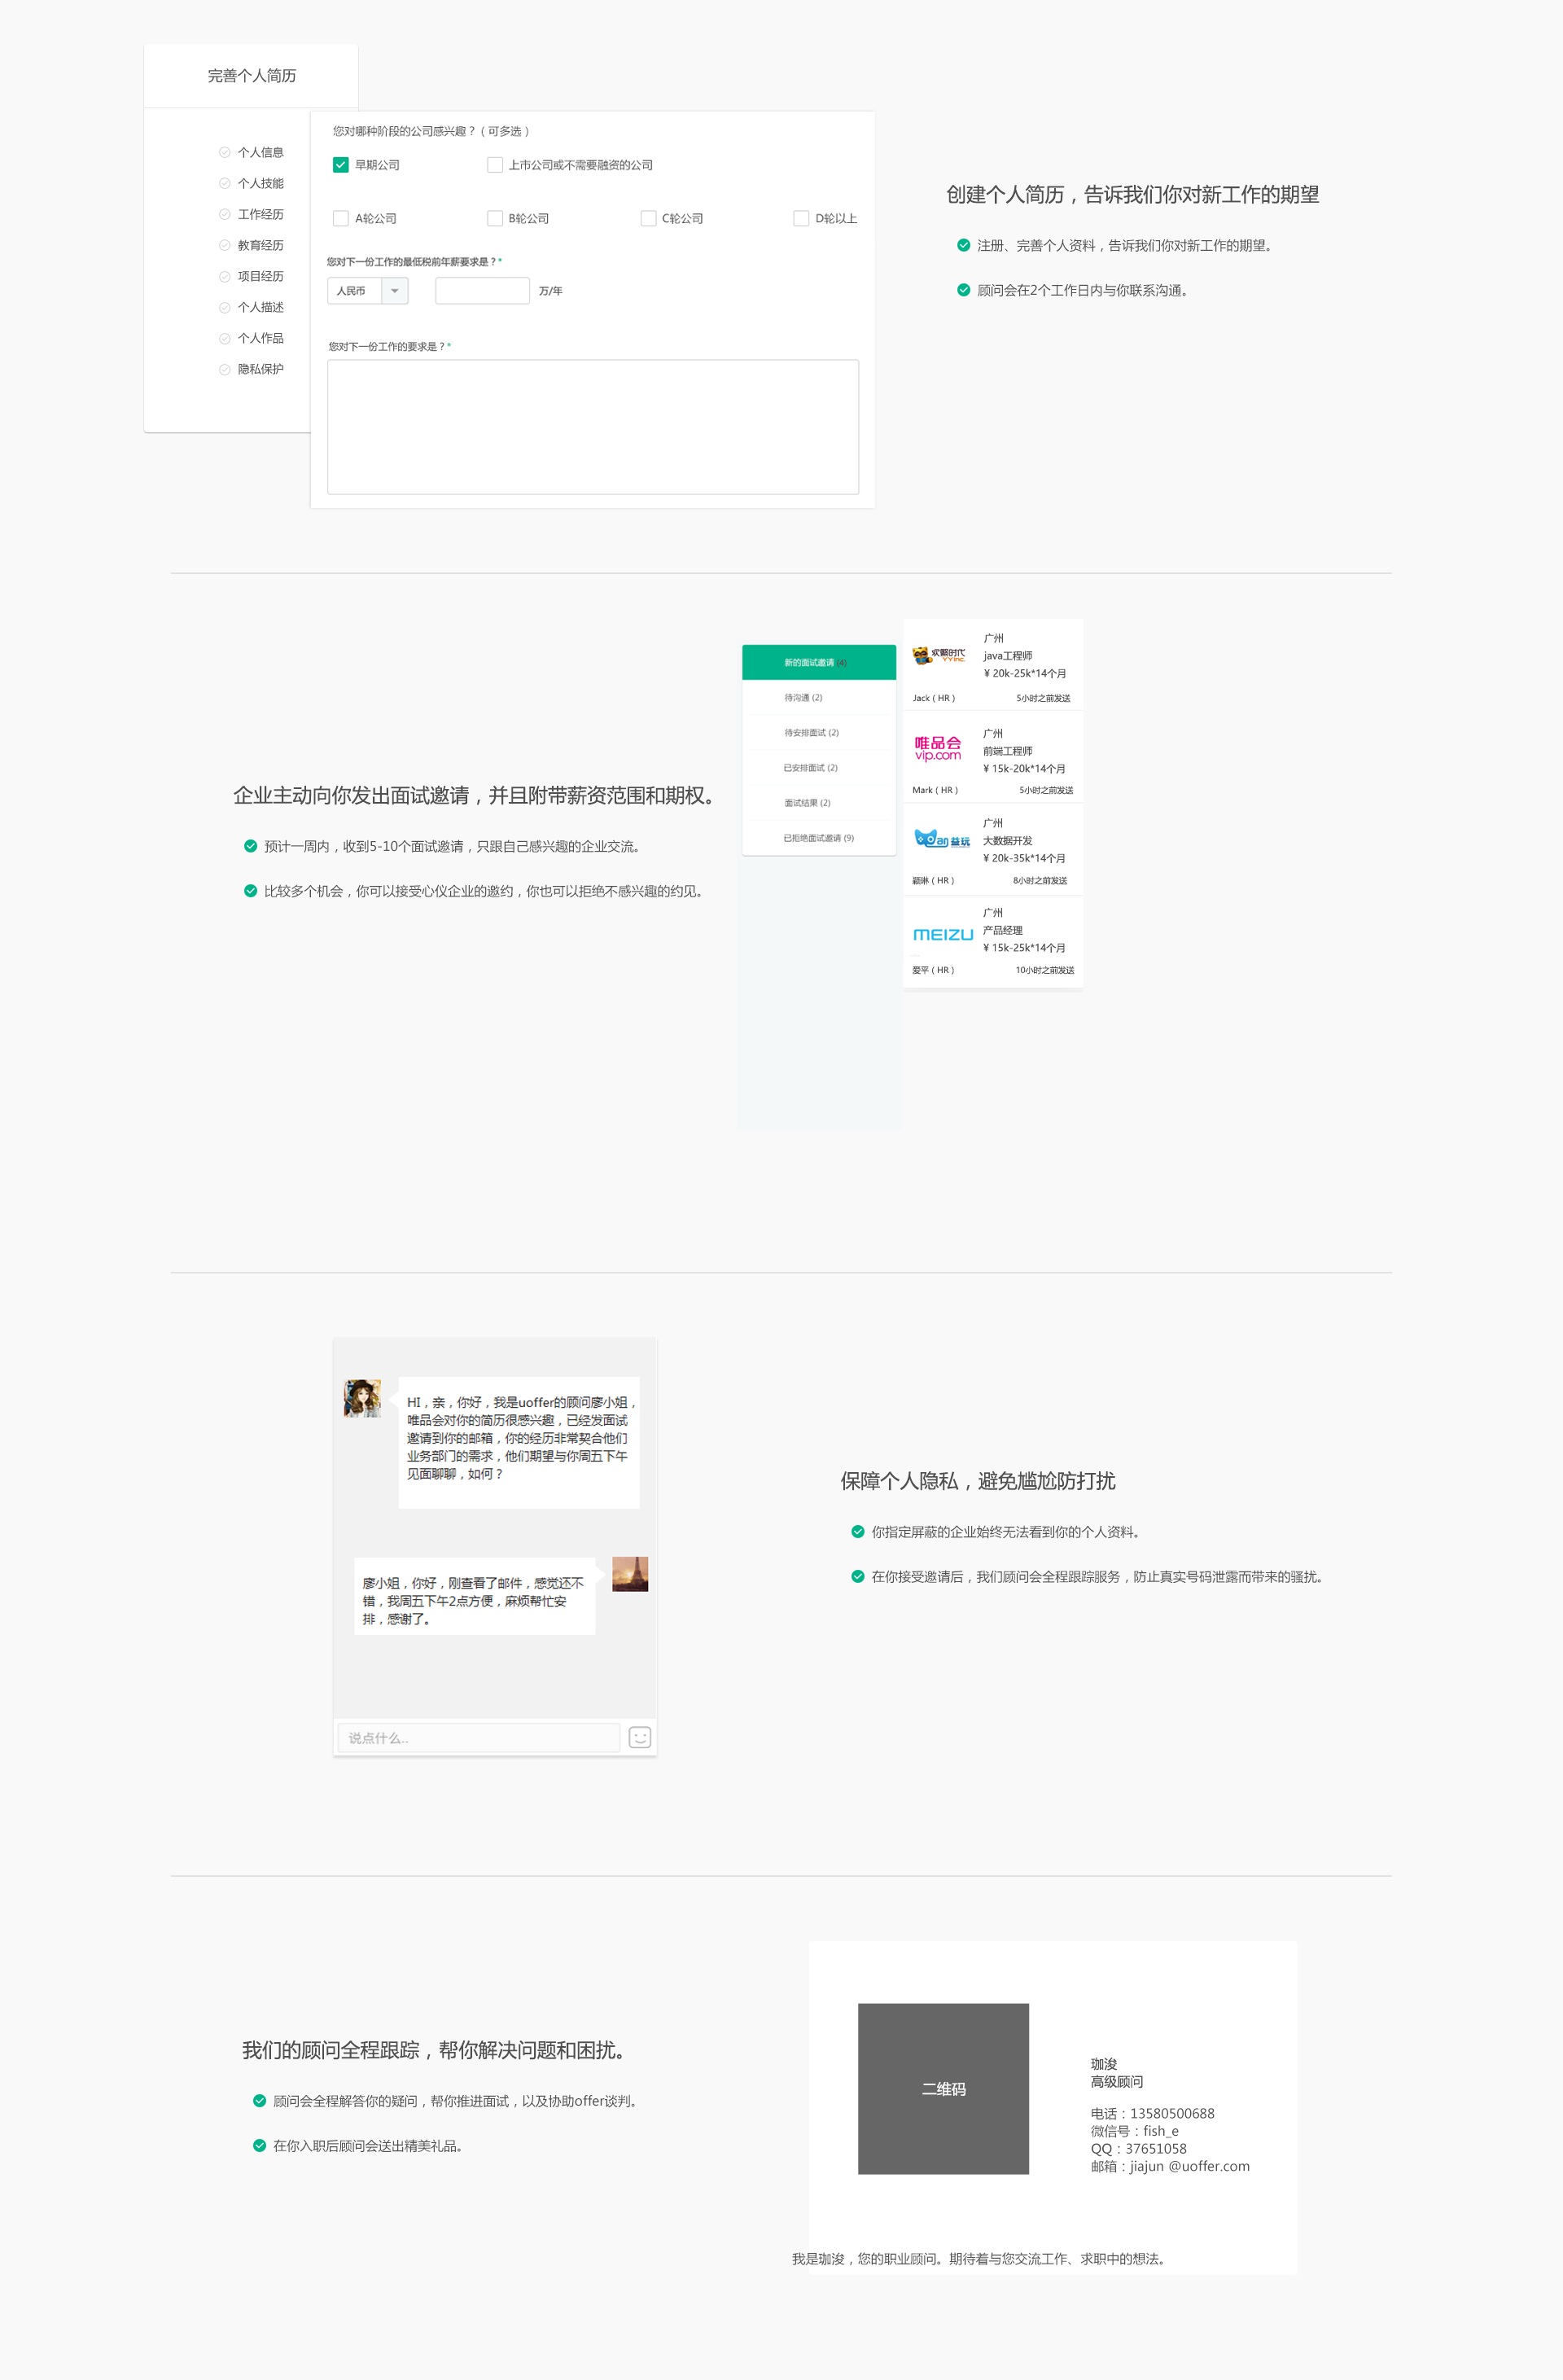 完善个人简历
个人信息
个人技能
工作经历
教育经历
项目经历
个人描述
个人作品
隐私保护
您对哪种阶段的公司感兴趣？（可多选）
早期公司
上市公司或不需要融资的公司
A轮公司
B轮公司
C轮公司
D轮以上
您对下一份工作的最低税前年薪要求是？*
人民币
万/年
您对下一份工作的要求是？*
创建个人简历，告诉我们你对新工作的期望
注册、完善个人资料，告诉我们你对新工作的期望。
顾问会在2个工作日内与你联系沟通。
企业主动向你发出面试邀请，并且附带薪资范围和期权。
预计一周内，收到5-10个面试邀请，只跟自己感兴趣的企业交流。
比较多个机会，你可以接受心仪企业的邀约，你也可以拒绝不感兴趣的约见。
新的面试邀请 (4)
待沟通 (2)
待安排面试 (2)
已安排面试 (2)
面试结果 (2)
已拒绝面试邀请 (9)
欢聚时代
YY INC.
广州
java工程师
¥ 20k-25k*14个月
Jack（HR）
5小时之前发送
唯品会
vip.com
广州
前端工程师
¥ 15k-20k*14个月
Mark（HR）
5小时之前发送
益玩
广州
大数据开发
¥ 20k-35k*14个月
颖琳（HR）
8小时之前发送
MEIZU
广州
产品经理
¥ 15k-25k*14个月
爱平（HR）
10小时之前发送
HI，亲，你好，我是uoffer的顾问廖小姐，
唯品会对你的简历很感兴趣，已经发面试
邀请到你的邮箱，你的经历非常契合他们
业务部门的需求，他们期望与你周五下午
见面聊聊，如何？
廖小姐，你好，刚查看了邮件，感觉还不
错，我周五下午2点方便，麻烦帮忙安
排，感谢了。
说点什么..
保障个人隐私，避免尴尬防打扰
你指定屏蔽的企业始终无法看到你的个人资料。
在你接受邀请后，我们顾问会全程跟踪服务，防止真实号码泄露而带来的骚扰。
我们的顾问全程跟踪，帮你解决问题和困扰。
顾问会全程解答你的疑问，帮你推进面试，以及协助offer谈判。
在你入职后顾问会送出精美礼品。
二维码
珈浚
高级顾问
电话：13580500688
微信号：fish_e
QQ：37651058
邮箱：jiajun @uoffer.com
我是珈浚，您的职业顾问。期待着与您交流工作、求职中的想法。